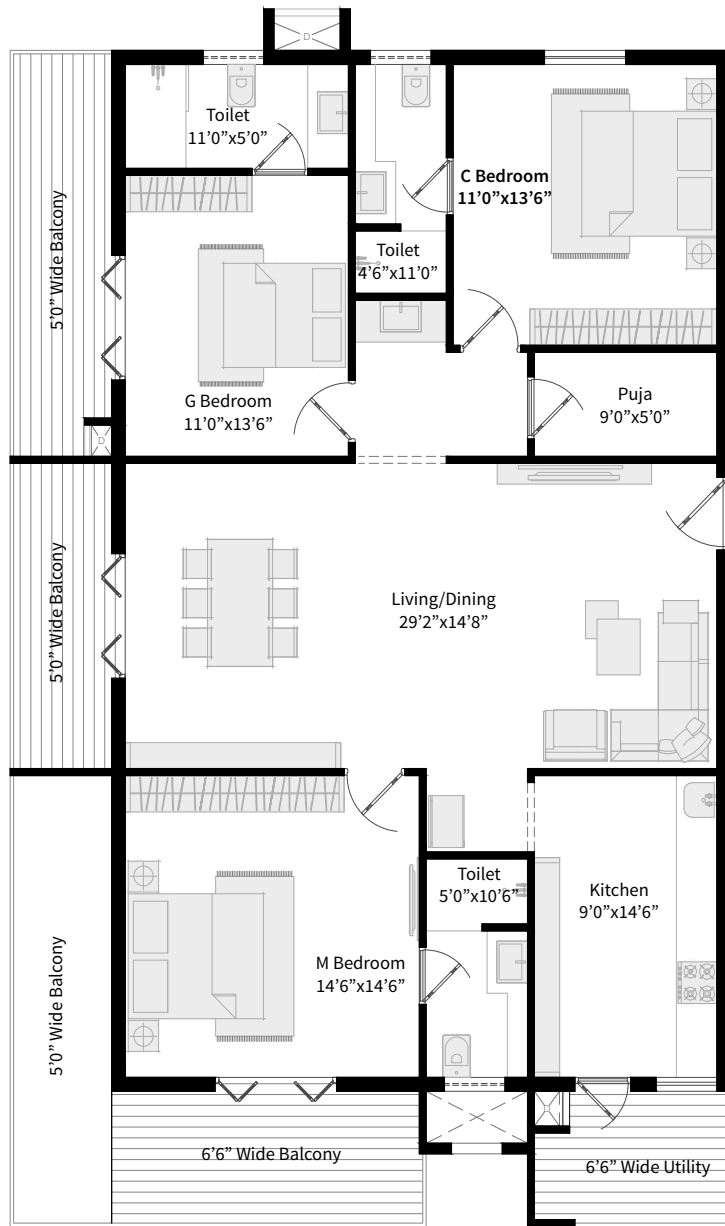 D
Toilet
11’0”x5’0”
C Bedroom
11’0”x13’6”
5’0” Wide Balcony
Toilet
4’6”x11’0”
G Bedroom
11’0”x13’6”
Puja
9’0”x5’0”
D
5’0” Wide Balcony
Living/Dining
29’2”x14’8”
Toilet
5’0”x10’6”
Kitchen
9’0”x14’6”
M Bedroom
14’6”x14’6”
5’0” Wide Balcony
6’6” Wide Balcony
6’6” Wide Utility